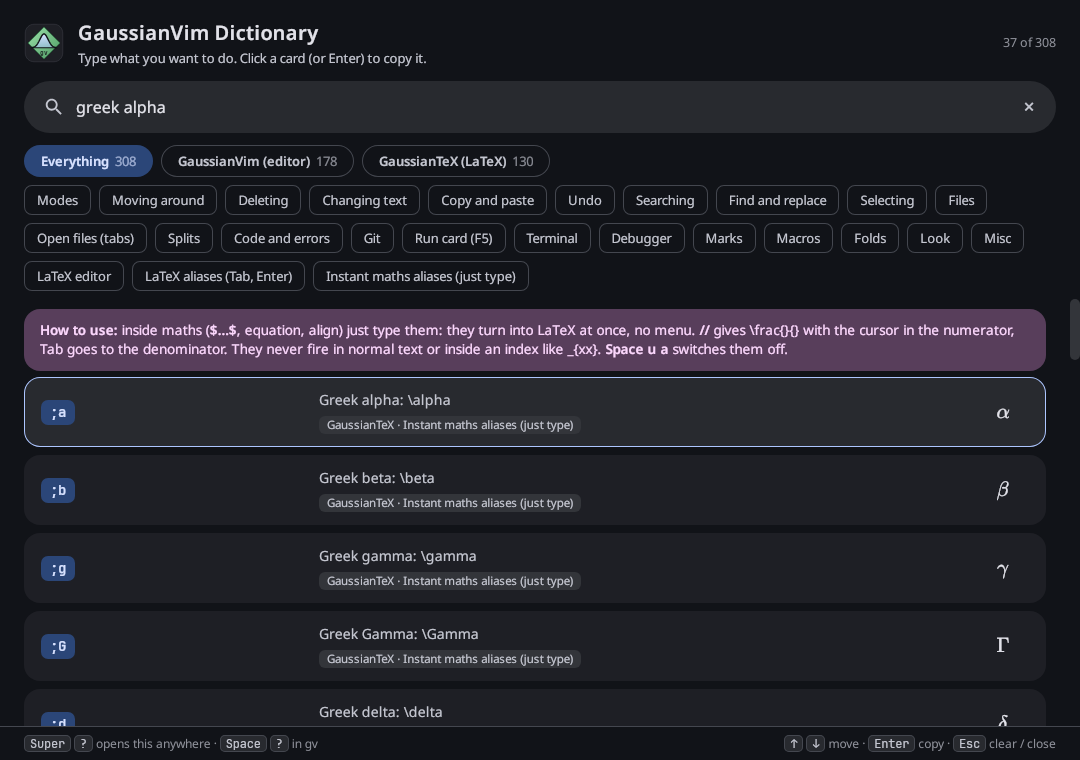 GaussianVim Dictionary
Type what you want to do. Click a card (or Enter) to copy it.
37 of 308
greek alpha
×
Everything 308 GaussianVim (editor) 178 GaussianTeX (LaTeX) 130
Modes Moving around Deleting Changing text Copy and paste Undo Searching Find and replace Selecting Files
Open files (tabs) Splits Code and errors Git Run card (F5) Terminal Debugger Marks Macros Folds Look Misc
LaTeX editor LaTeX aliases (Tab, Enter) Instant maths aliases (just type)
How to use: inside maths ($...$, equation, align) just type them: they turn into LaTeX at once, no menu. // gives \frac{}{} with the cursor in the numerator,
Tab goes to the denominator. They never fire in normal text or inside an index like _{xx}. Space u a switches them off.
;a Greek alpha: \alpha α
GaussianTeX · Instant maths aliases (just type)
;b Greek beta: \beta β
GaussianTeX · Instant maths aliases (just type)
;g Greek gamma: \gamma γ
GaussianTeX · Instant maths aliases (just type)
;G Greek Gamma: \Gamma Γ
GaussianTeX · Instant maths aliases (just type)
;d Greek delta: \delta δ
Super ? opens this anywhere · Space ? in gv
↑ ↓ move · Enter copy · Esc clear / close